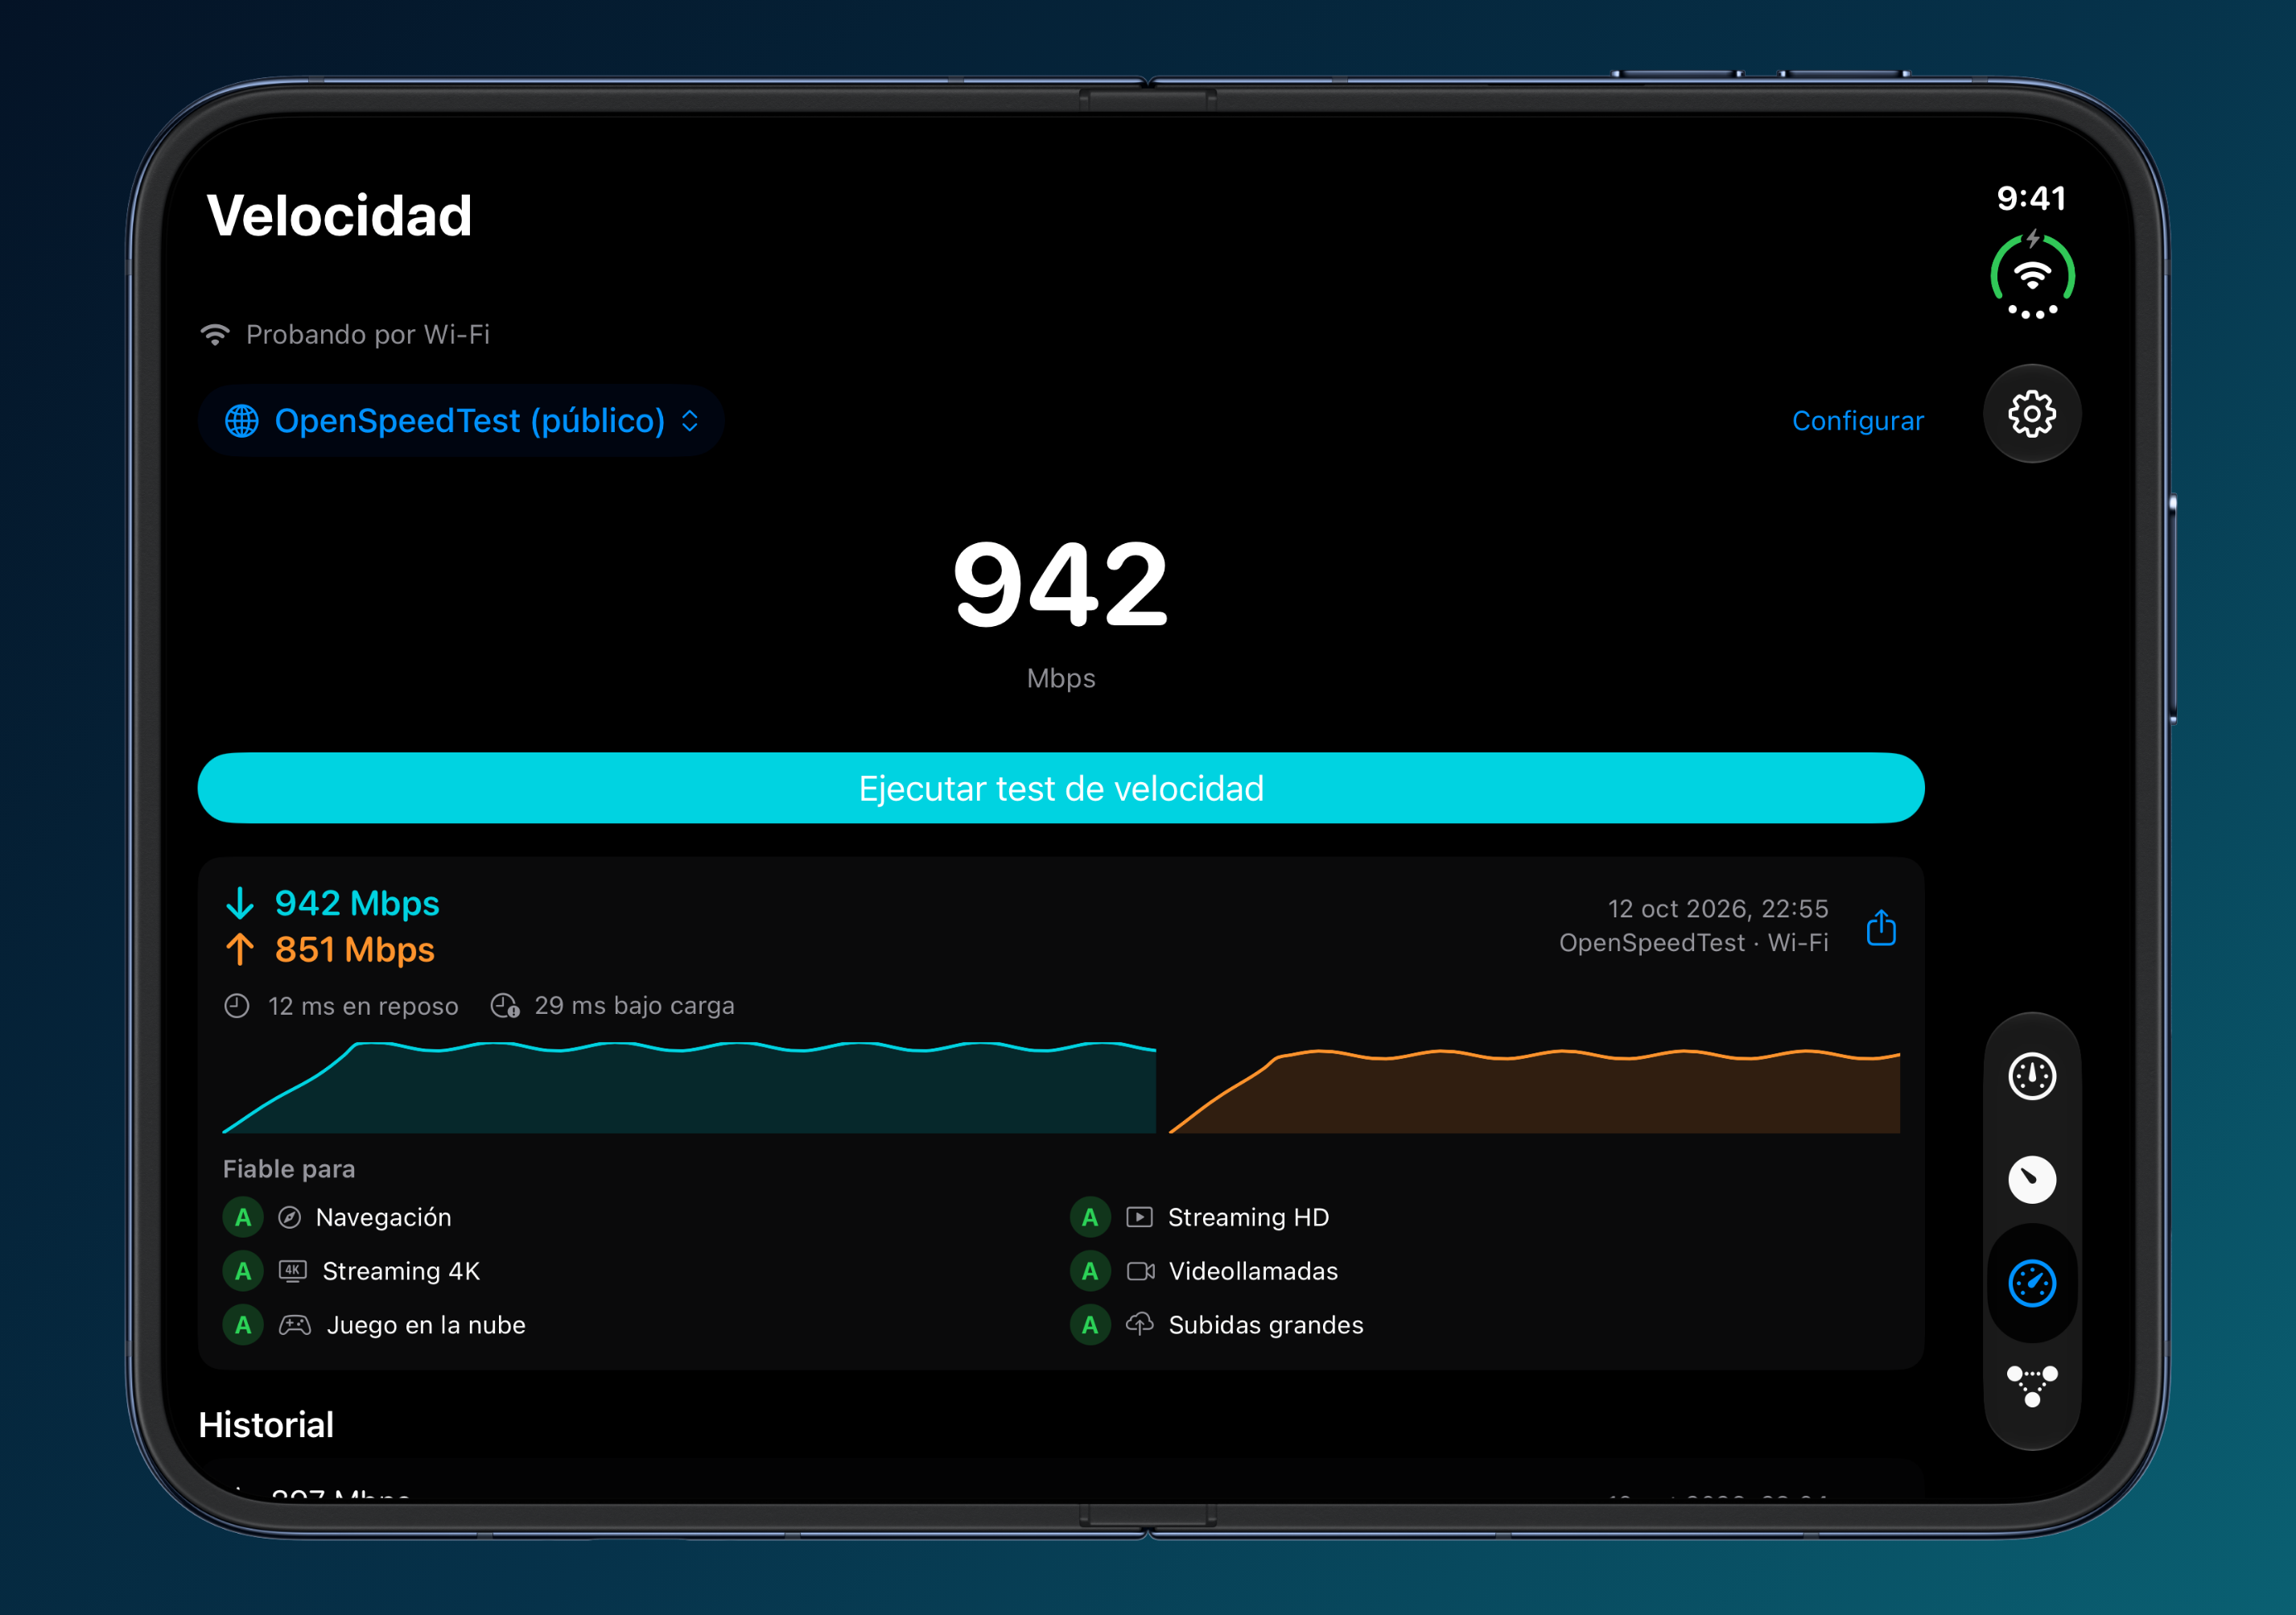 Velocidad
9:41
Probando por Wi-Fi
OpenSpeedTest (público)
Configurar
942
Mbps
Ejecutar test de velocidad
942 Mbps
851 Mbps
12 oct 2026, 22:55
OpenSpeedTest · Wi-Fi
12 ms en reposo
29 ms bajo carga
Fiable para
A Navegación
A Streaming HD
A 4K Streaming 4K
A Videollamadas
A Juego en la nube
A Subidas grandes
Historial